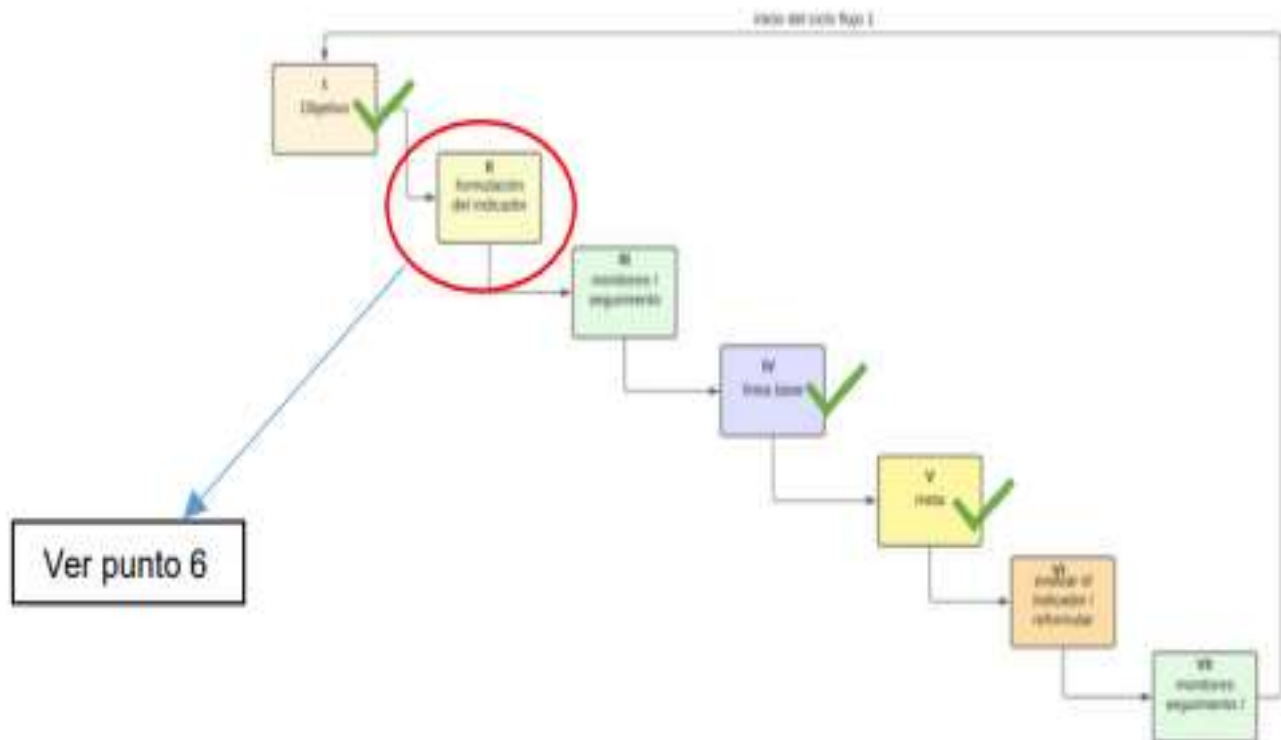 inicio del ciclo flujo 1
I
Objetivo
II
formulación
del indicador
III
monitoreo /
seguimiento
IV
linea base
V
meta
VI
evaluar el
indicador /
reformular
VII
monitoreo
seguimiento /
Ver punto 6